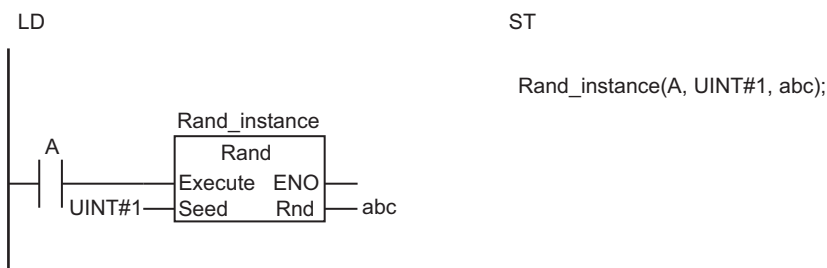 LD
ST
Rand_instance(A, UINT#1, abc);
Rand_instance
A
Rand
Execute ENO
UINT#1 Seed Rnd abc